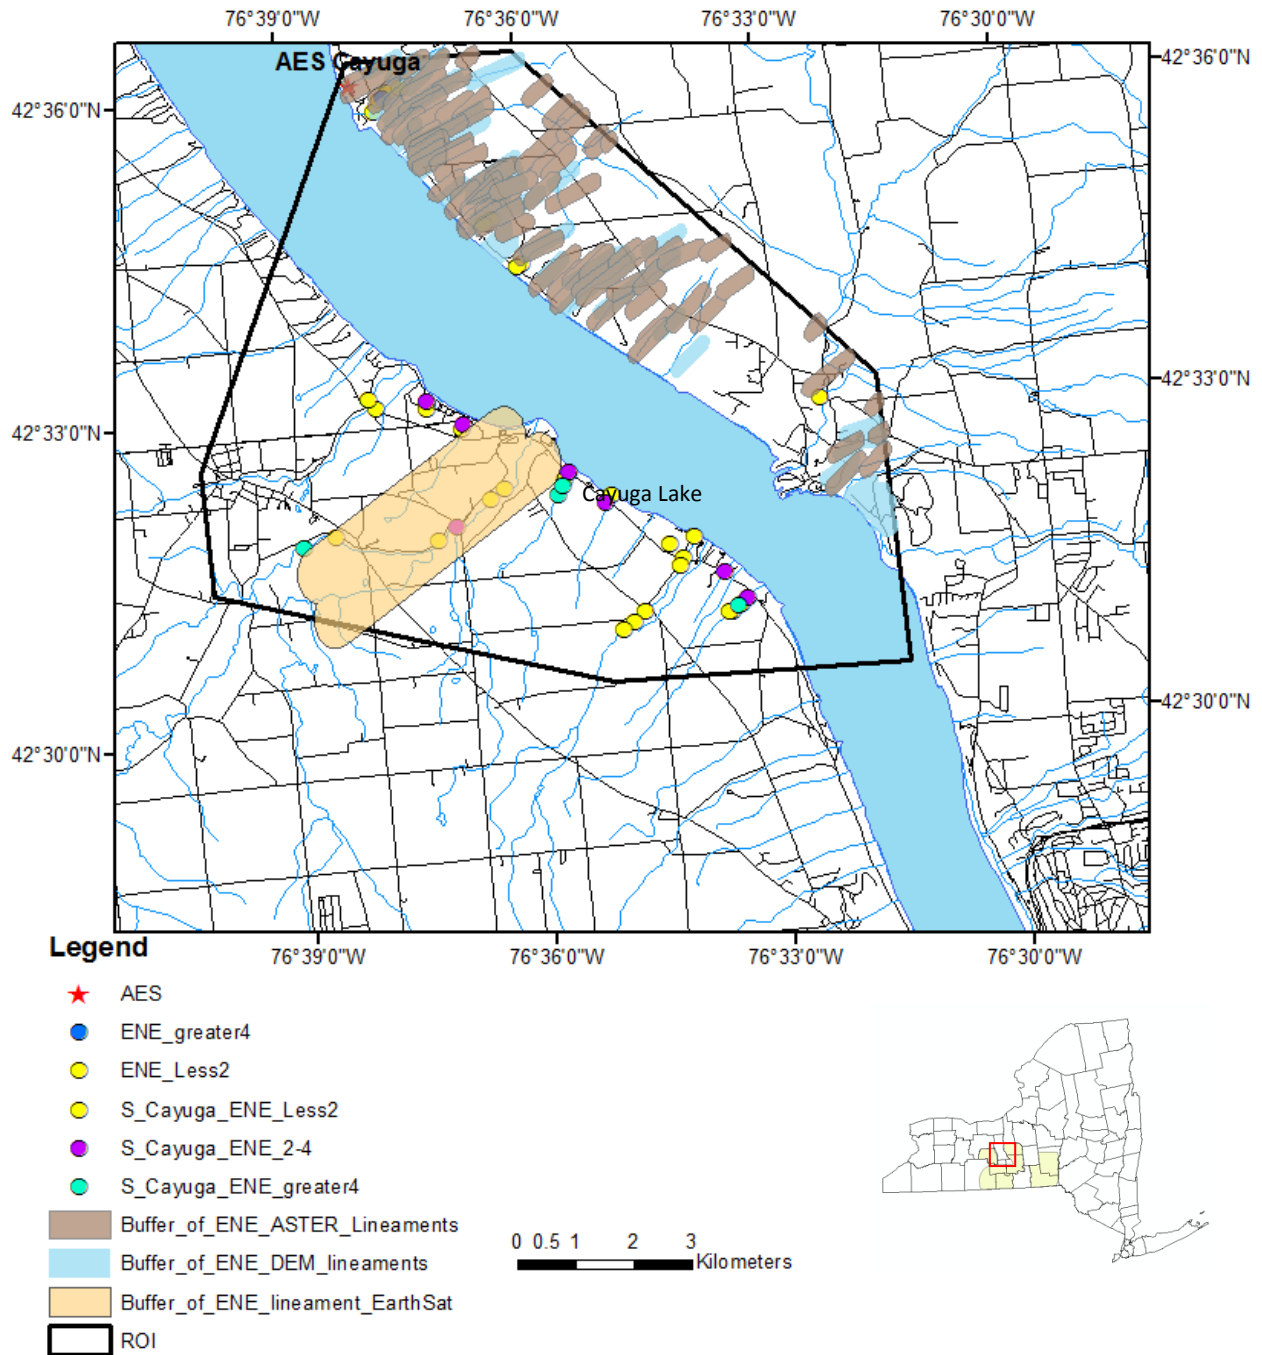 76°39'0"W 76°36'0"W 76°33'0"W 76°30'0"W
AES Cayuga
42°36'0"N
42°36'0"N
42°33'0"N
42°33'0"N
Cayuga Lake
42°30'0"N
42°30'0"N
76°39'0"W 76°36'0"W 76°33'0"W 76°30'0"W
Legend
AES
ENE_greater4
ENE_Less2
S_Cayuga_ENE_Less2
S_Cayuga_ENE_2-4
S_Cayuga_ENE_greater4
Buffer_of_ENE_ASTER_Lineaments
Buffer_of_ENE_DEM_lineaments
Buffer_of_ENE_lineament_EarthSat
ROI
0 0.5 1 2 3
Kilometers